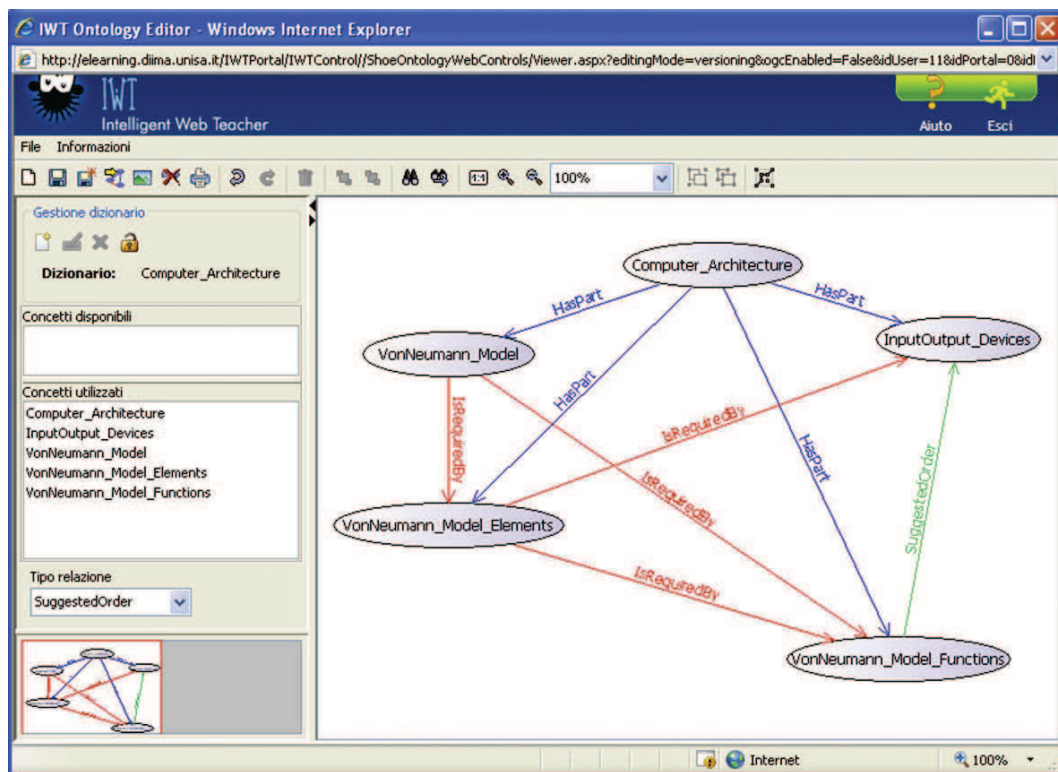 IWT Ontology Editor - Windows Internet Explorer
http://elearning.diima.unisa.it/IWTPortal/IWTControl//ShoeOntologyWebControls/Viewer.aspx?editingMode=versioning&ogcEnabled=False&idUser=11&idPortal=0&idI
IWT
Intelligent Web Teacher
Aiuto Esci
File Informazioni
1:1 100%
Gestione dizionario
Dizionario: Computer_Architecture
Concetti disponibili
Concetti utilizzati
Computer_Architecture
InputOutput_Devices
VonNeumann_Model
VonNeumann_Model_Elements
VonNeumann_Model_Functions
Tipo relazione
SuggestedOrder
Computer_Architecture
HasPart
HasPart
InputOutput_Devices
VonNeumann_Model
HasPart
IsRequiredBy
IsRequiredBy
HasPart
IsRequiredBy
SuggestedOrder
VonNeumann_Model_Elements
IsRequiredBy
VonNeumann_Model_Functions
Internet
100%